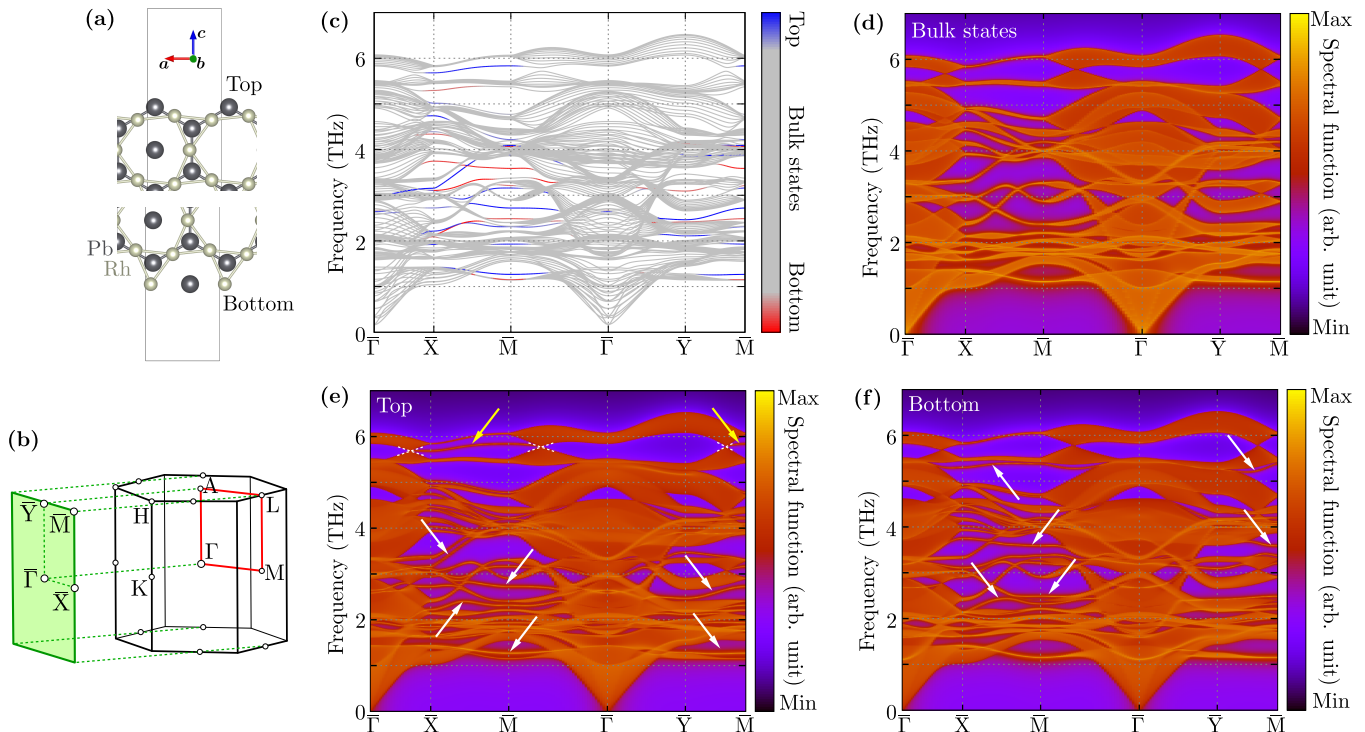 (a)
c
a
b
Top
Pb
Rh
Bottom
(b)
Y̅
M̅
Γ̅
X̅
A
L
H
Γ
M
K
(c)
Frequency (THz)
6
4
2
0
Γ̅
X̅
M̅
Γ̅
Y̅
M̅
Top
Bulk states
Bottom
(d)
Bulk states
Frequency (THz)
6
4
2
0
Γ̅
X̅
M̅
Γ̅
Y̅
M̅
Max
Spectral function (arb. unit)
Min
(e)
Top
Frequency (THz)
6
4
2
0
Γ̅
X̅
M̅
Γ̅
Y̅
M̅
Max
Spectral function (arb. unit)
Min
(f)
Bottom
Frequency (THz)
6
4
2
0
Γ̅
X̅
M̅
Γ̅
Y̅
M̅
Max
Spectral function (arb. unit)
Min